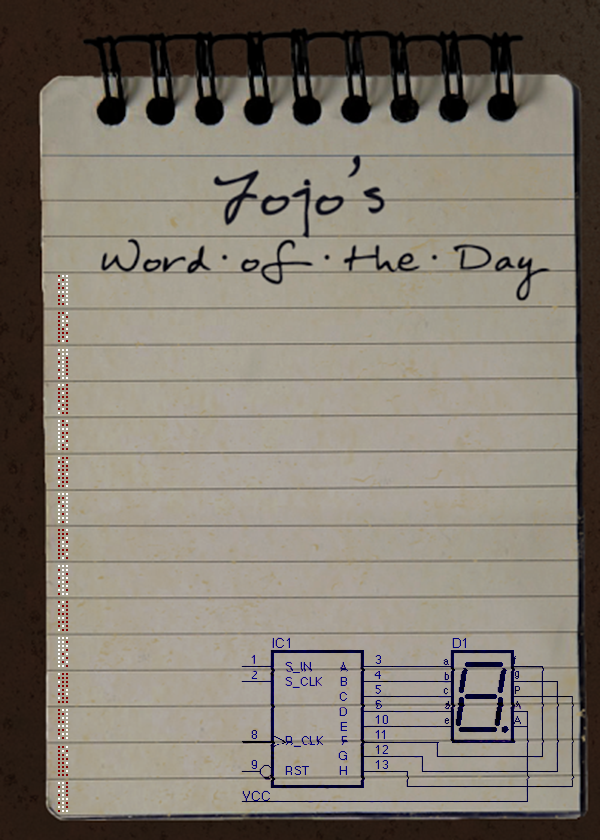 Jojo's
Word·of·the·Day
IC1
D1
1 S_IN A 3 a f
2 S_CLK B 4 b g
C 5 c P
D 6 d A
E 10 e A
8 R_CLK F 11
G 12
9 RST H 13
VCC